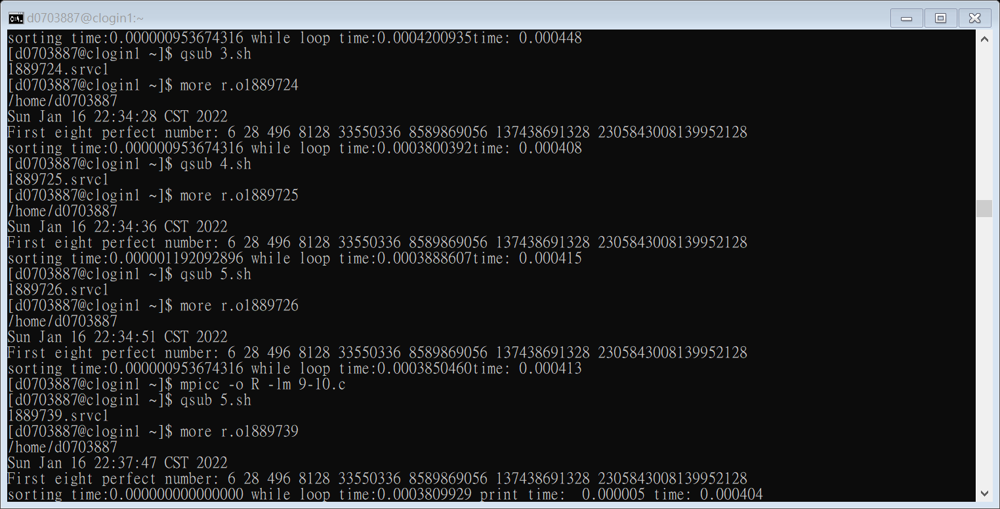 d0703887@clogin1:~
sorting time:0.000000953674316 while loop time:0.0004200935time: 0.000448
[d0703887@clogin1 ~]$ qsub 3.sh
1889724.srvc1
[d0703887@clogin1 ~]$ more r.o1889724
/home/d0703887
Sun Jan 16 22:34:28 CST 2022
First eight perfect number: 6 28 496 8128 33550336 8589869056 137438691328 2305843008139952128
sorting time:0.000000953674316 while loop time:0.0003800392time: 0.000408
[d0703887@clogin1 ~]$ qsub 4.sh
1889725.srvc1
[d0703887@clogin1 ~]$ more r.o1889725
/home/d0703887
Sun Jan 16 22:34:36 CST 2022
First eight perfect number: 6 28 496 8128 33550336 8589869056 137438691328 2305843008139952128
sorting time:0.000001192092896 while loop time:0.0003888607time: 0.000415
[d0703887@clogin1 ~]$ qsub 5.sh
1889726.srvc1
[d0703887@clogin1 ~]$ more r.o1889726
/home/d0703887
Sun Jan 16 22:34:51 CST 2022
First eight perfect number: 6 28 496 8128 33550336 8589869056 137438691328 2305843008139952128
sorting time:0.000000953674316 while loop time:0.0003850460time: 0.000413
[d0703887@clogin1 ~]$ mpicc -o R -lm 9-10.c
[d0703887@clogin1 ~]$ qsub 5.sh
1889739.srvc1
[d0703887@clogin1 ~]$ more r.o1889739
/home/d0703887
Sun Jan 16 22:37:47 CST 2022
First eight perfect number: 6 28 496 8128 33550336 8589869056 137438691328 2305843008139952128
sorting time:0.000000000000000 while loop time:0.0003809929 print time:  0.000005 time: 0.000404